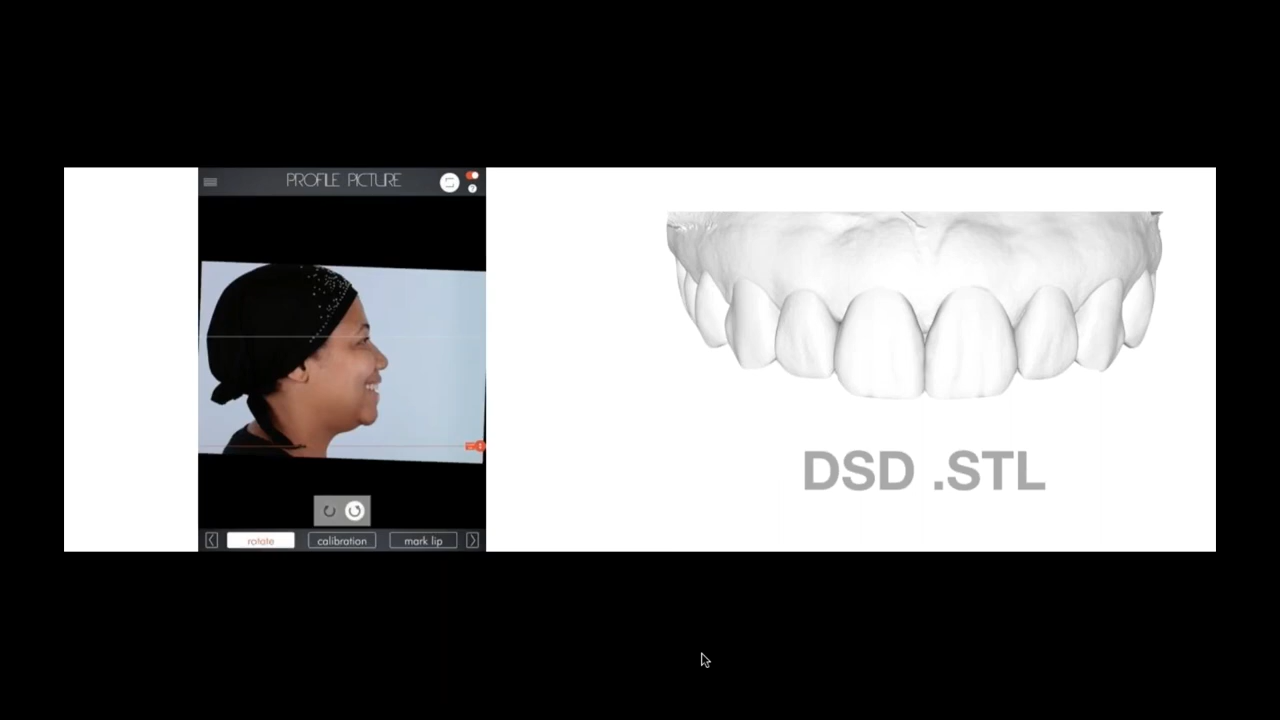 PROFILE PICTURE
?
rotate
calibration
mark lip
DSD .STL